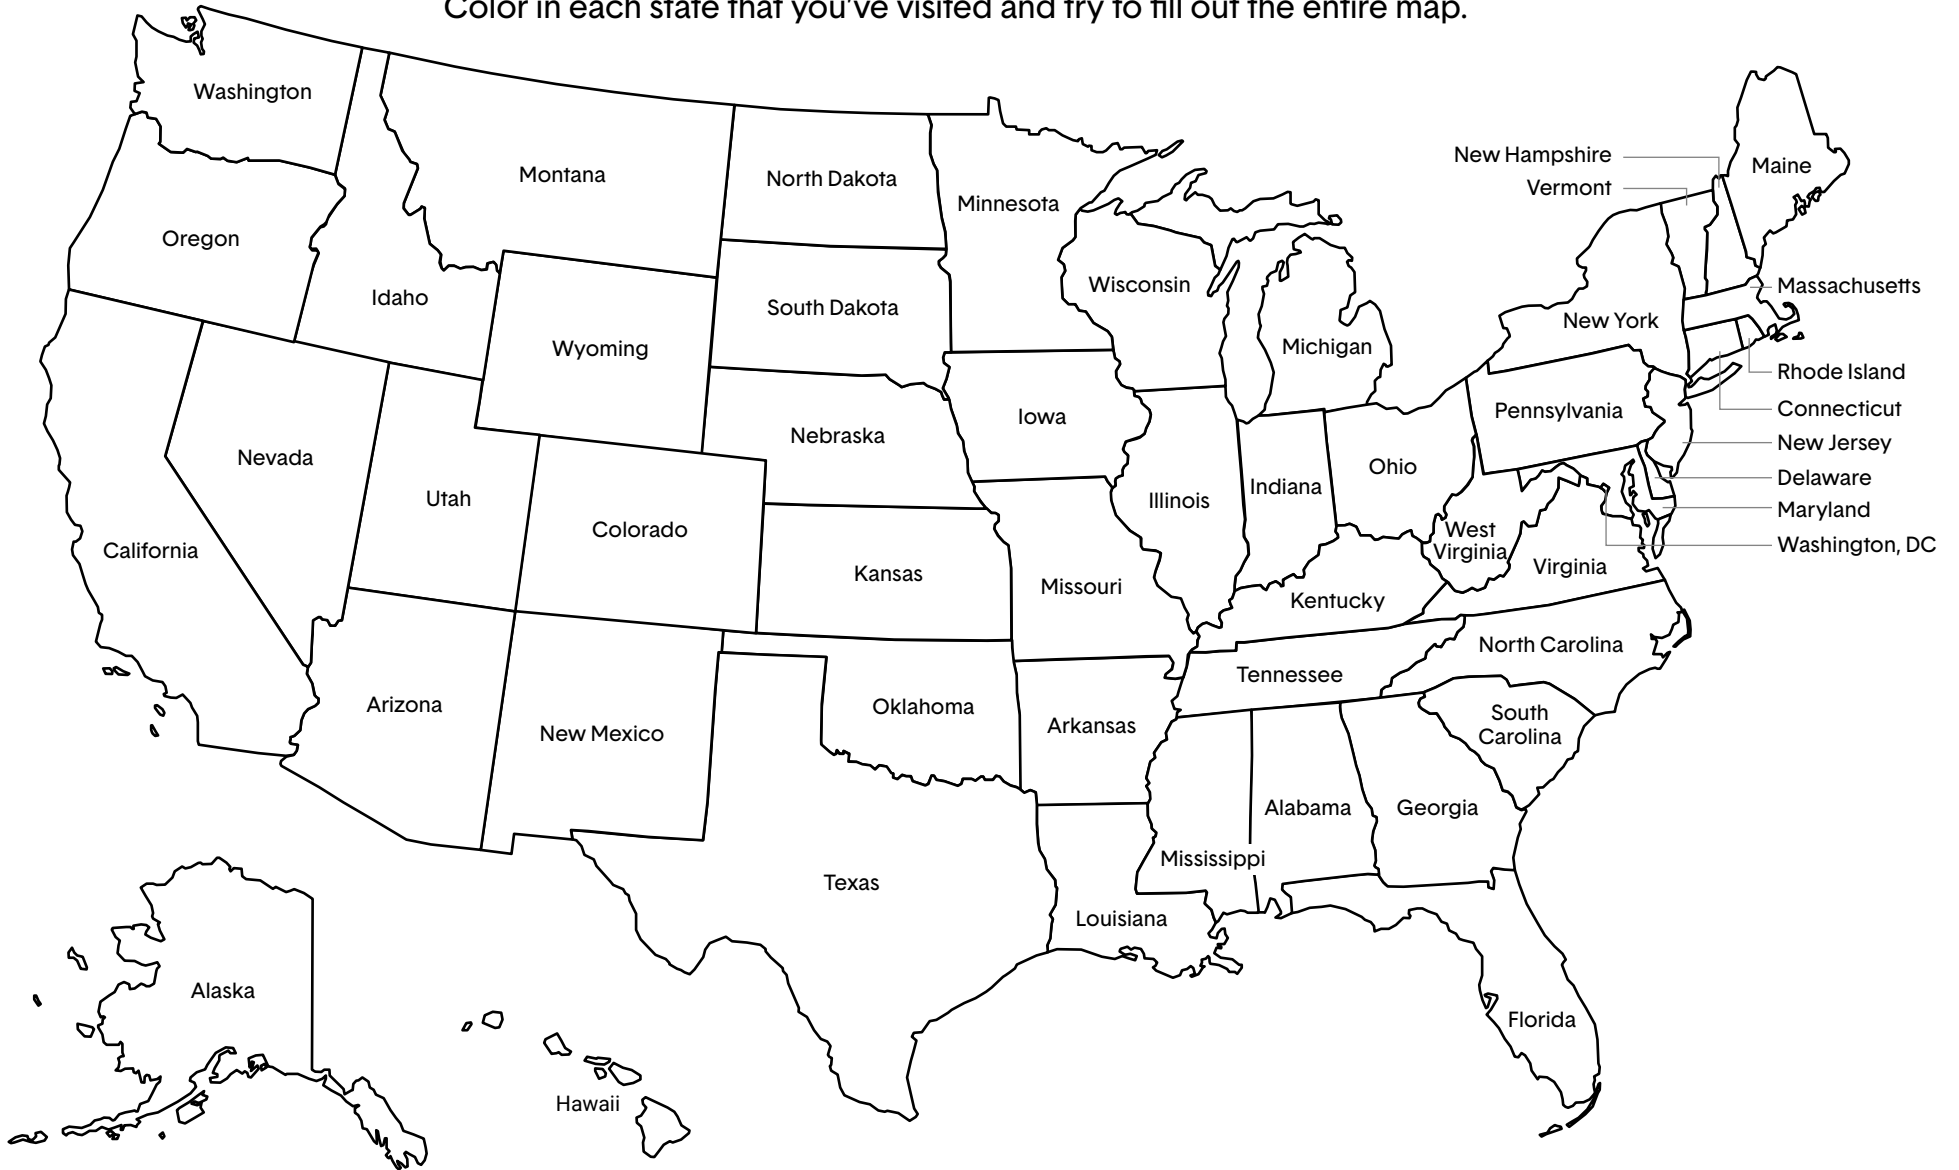 Color in each state that you've visited and try to fill out the entire map.
Washington
Montana
North Dakota
Minnesota
New Hampshire
Vermont
Maine
Oregon
Idaho
Wyoming
South Dakota
Wisconsin
Michigan
New York
Massachusetts
Rhode Island
Connecticut
New Jersey
Delaware
Maryland
Washington, DC
Nebraska
Iowa
Pennsylvania
Nevada
Utah
Colorado
Illinois
Indiana
Ohio
California
Kansas
Missouri
West
Virginia
Virginia
Kentucky
Arizona
New Mexico
Oklahoma
Arkansas
Tennessee
North Carolina
South
Carolina
Texas
Louisiana
Mississippi
Alabama
Georgia
Florida
Alaska
Hawaii